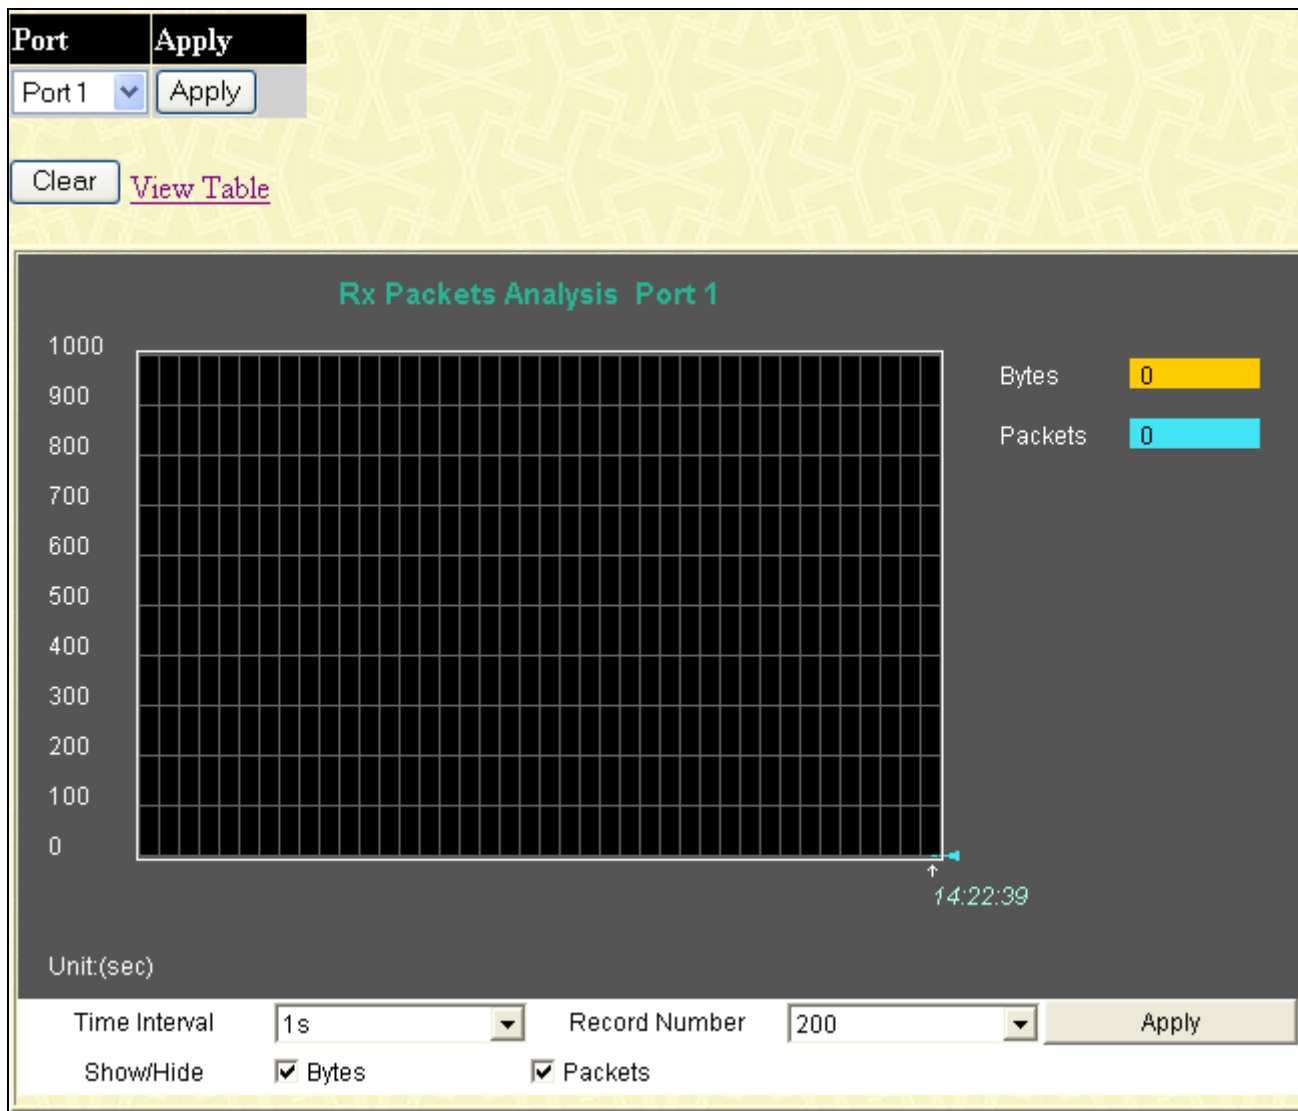 Port Apply
Port 1 Apply
Clear View Table
Rx Packets Analysis Port 1
1000
900
800
700
600
500
400
300
200
100
0
Bytes 0
Packets 0
14:22:39
Unit:(sec)
Time Interval 1s Record Number 200 Apply
Show/Hide Bytes Packets